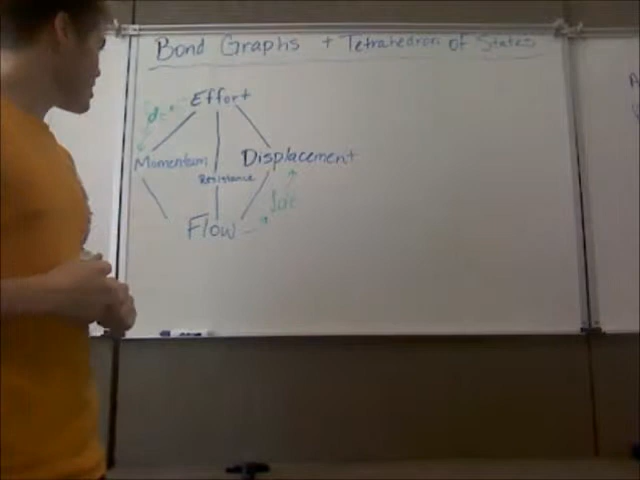 Bond Graphs + Tetrahedron of States
Effort
Momentum
Displacement
Resistance
Flow